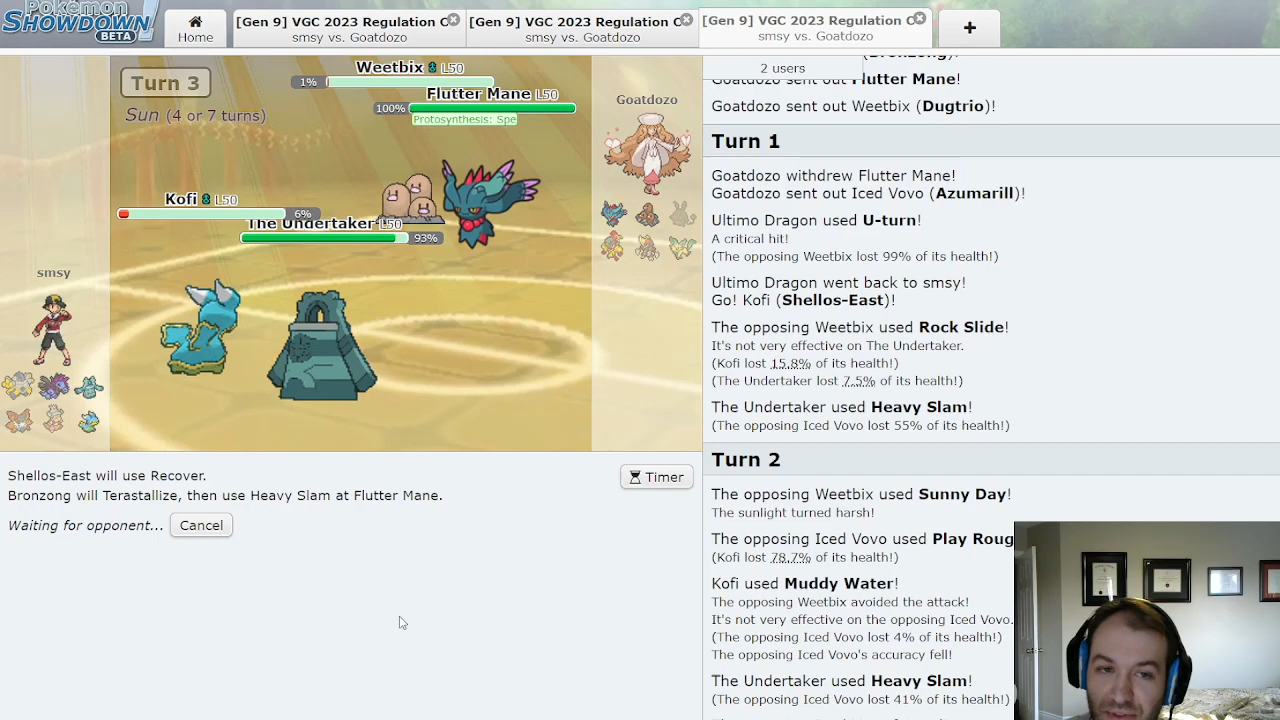 Pokémon
SHOWDOWN
BETA
Home
[Gen 9] VGC 2023 Regulation C
smsy vs. Goatdozo
[Gen 9] VGC 2023 Regulation C
smsy vs. Goatdozo
[Gen 9] VGC 2023 Regulation C
smsy vs. Goatdozo
Turn 3
Sun (4 or 7 turns)
Weetbix L50
1%
Flutter Mane L50
100%
Protosynthesis: Spe
Kofi L50
6%
The Undertaker L50
93%
smsy
Goatdozo
Shellos-East will use Recover.
Bronzong will Terastallize, then use Heavy Slam at Flutter Mane.
Waiting for opponent...
Cancel
Timer
2 users
Goatdozo sent out Flutter Mane!
Goatdozo sent out Weetbix (Dugtrio)!
Turn 1
Goatdozo withdrew Flutter Mane!
Goatdozo sent out Iced Vovo (Azumarill)!
Ultimo Dragon used U-turn!
A critical hit!
(The opposing Weetbix lost 99% of its health!)
Ultimo Dragon went back to smsy!
Go! Kofi (Shellos-East)!
The opposing Weetbix used Rock Slide!
It's not very effective on The Undertaker.
(Kofi lost 15.8% of its health!)
(The Undertaker lost 7.5% of its health!)
The Undertaker used Heavy Slam!
(The opposing Iced Vovo lost 55% of its health!)
Turn 2
The opposing Weetbix used Sunny Day!
The sunlight turned harsh!
The opposing Iced Vovo used Play Roug
(Kofi lost 78.7% of its health!)
Kofi used Muddy Water!
The opposing Weetbix avoided the attack!
It's not very effective on the opposing Iced Vovo.
(The opposing Iced Vovo lost 4% of its health!)
The opposing Iced Vovo's accuracy fell!
The Undertaker used Heavy Slam!
(The opposing Iced Vovo lost 41% of its health!)